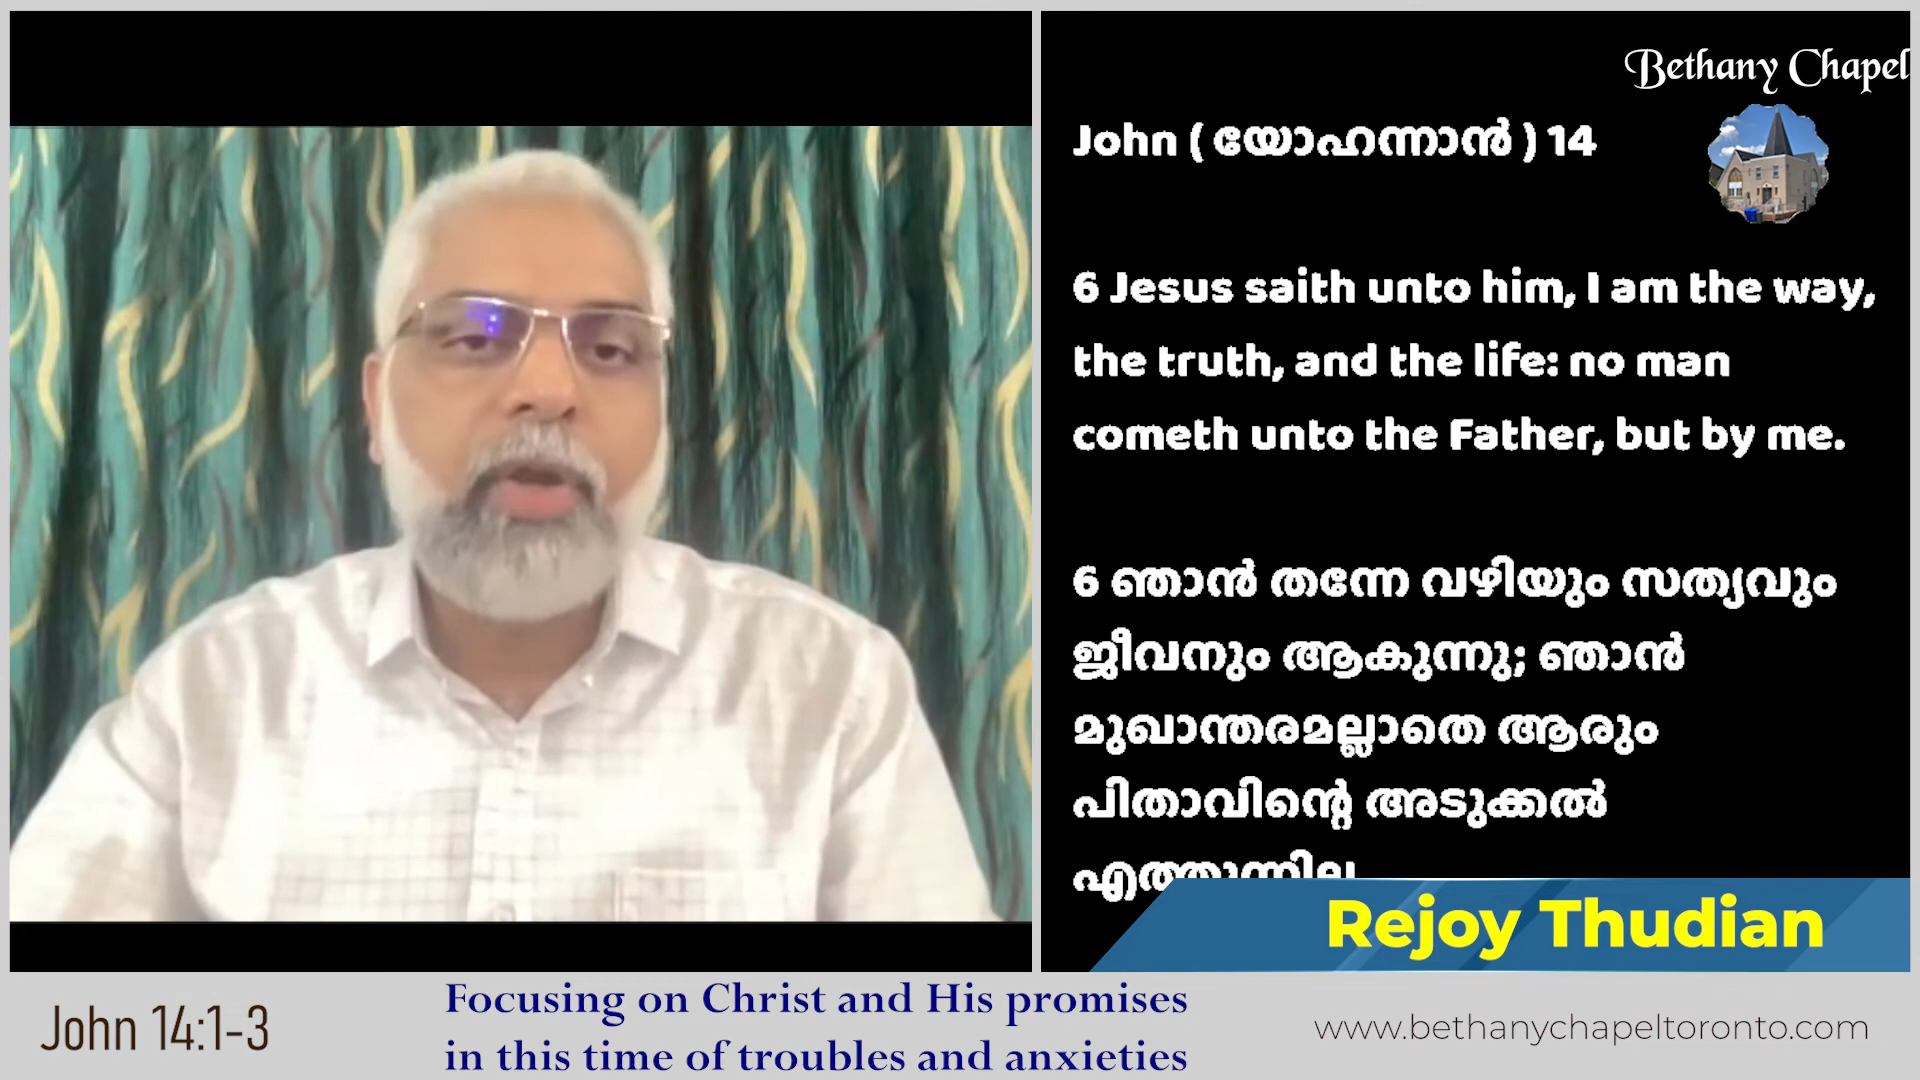 Bethany Chapel
John ( യോഹന്നാൻ ) 14
6 Jesus saith unto him, I am the way,
the truth, and the life: no man
cometh unto the Father, but by me.
6 ഞാൻ തന്നേ വഴിയും സത്യവും
ജീവനും ആകുന്നു; ഞാൻ
മുഖാന്തരമല്ലാതെ ആരും
പിതാവിന്റെ അടുക്കൽ
Rejoy Thudian
John 14:1-3
Focusing on Christ and His promises
in this time of troubles and anxieties
www.bethanychapeltoronto.com